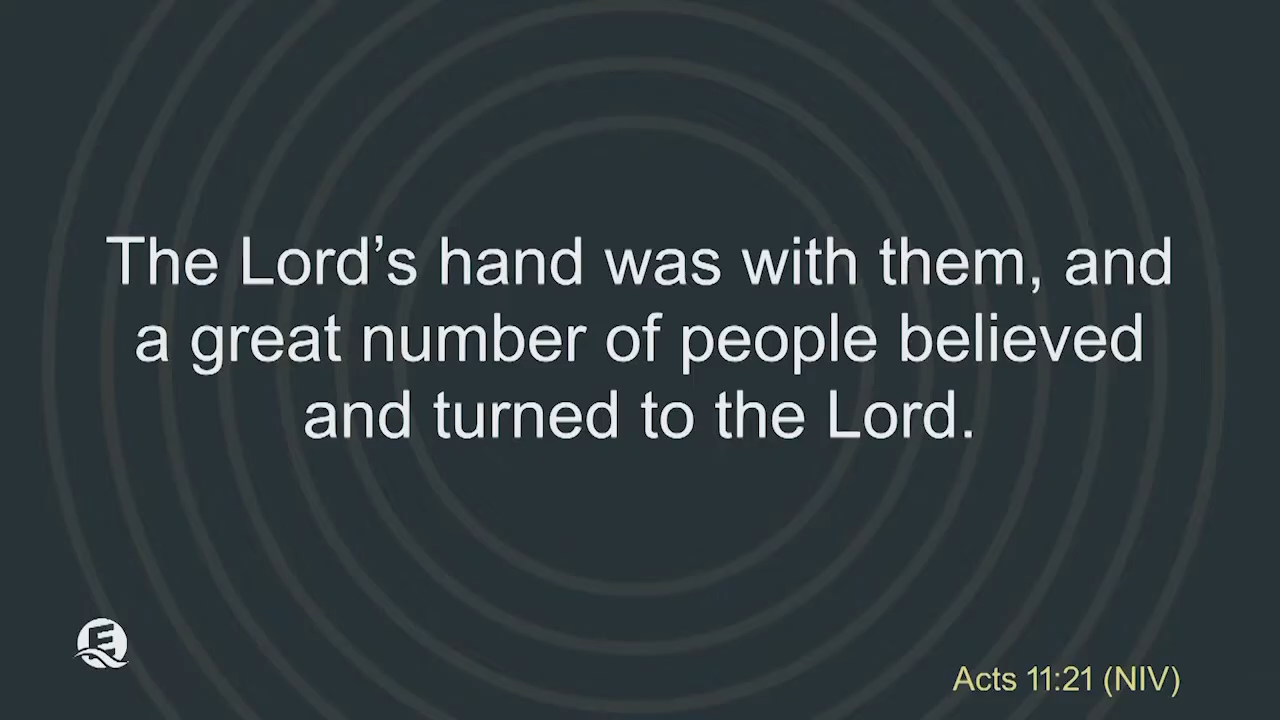 The Lord’s hand was with them, and
a great number of people believed
and turned to the Lord.
Acts 11:21 (NIV)